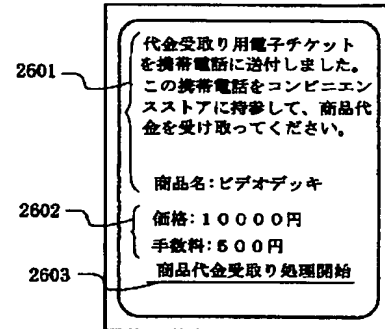 代金受取り用電子チケット
を携帯電話に送付しました。
2601
この携帯電話をコンビニエン
スストアに持参して、商品代
金を受け取ってください。
商品名：ビデオデッキ
2602
価格：１００００円
手数料：５００円
2603
商品代金受取り処理開始